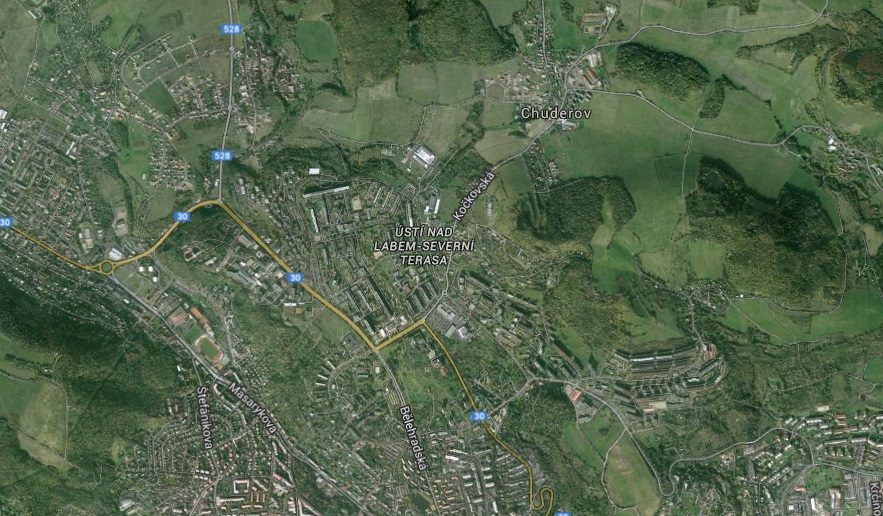 528
Chuderov
528
Kočkovská
30
30
ÚSTÍ NAD
LABEM-SEVERNÍ
TERASA
30
Štefánikova
Masarykova
Bělehradská
30